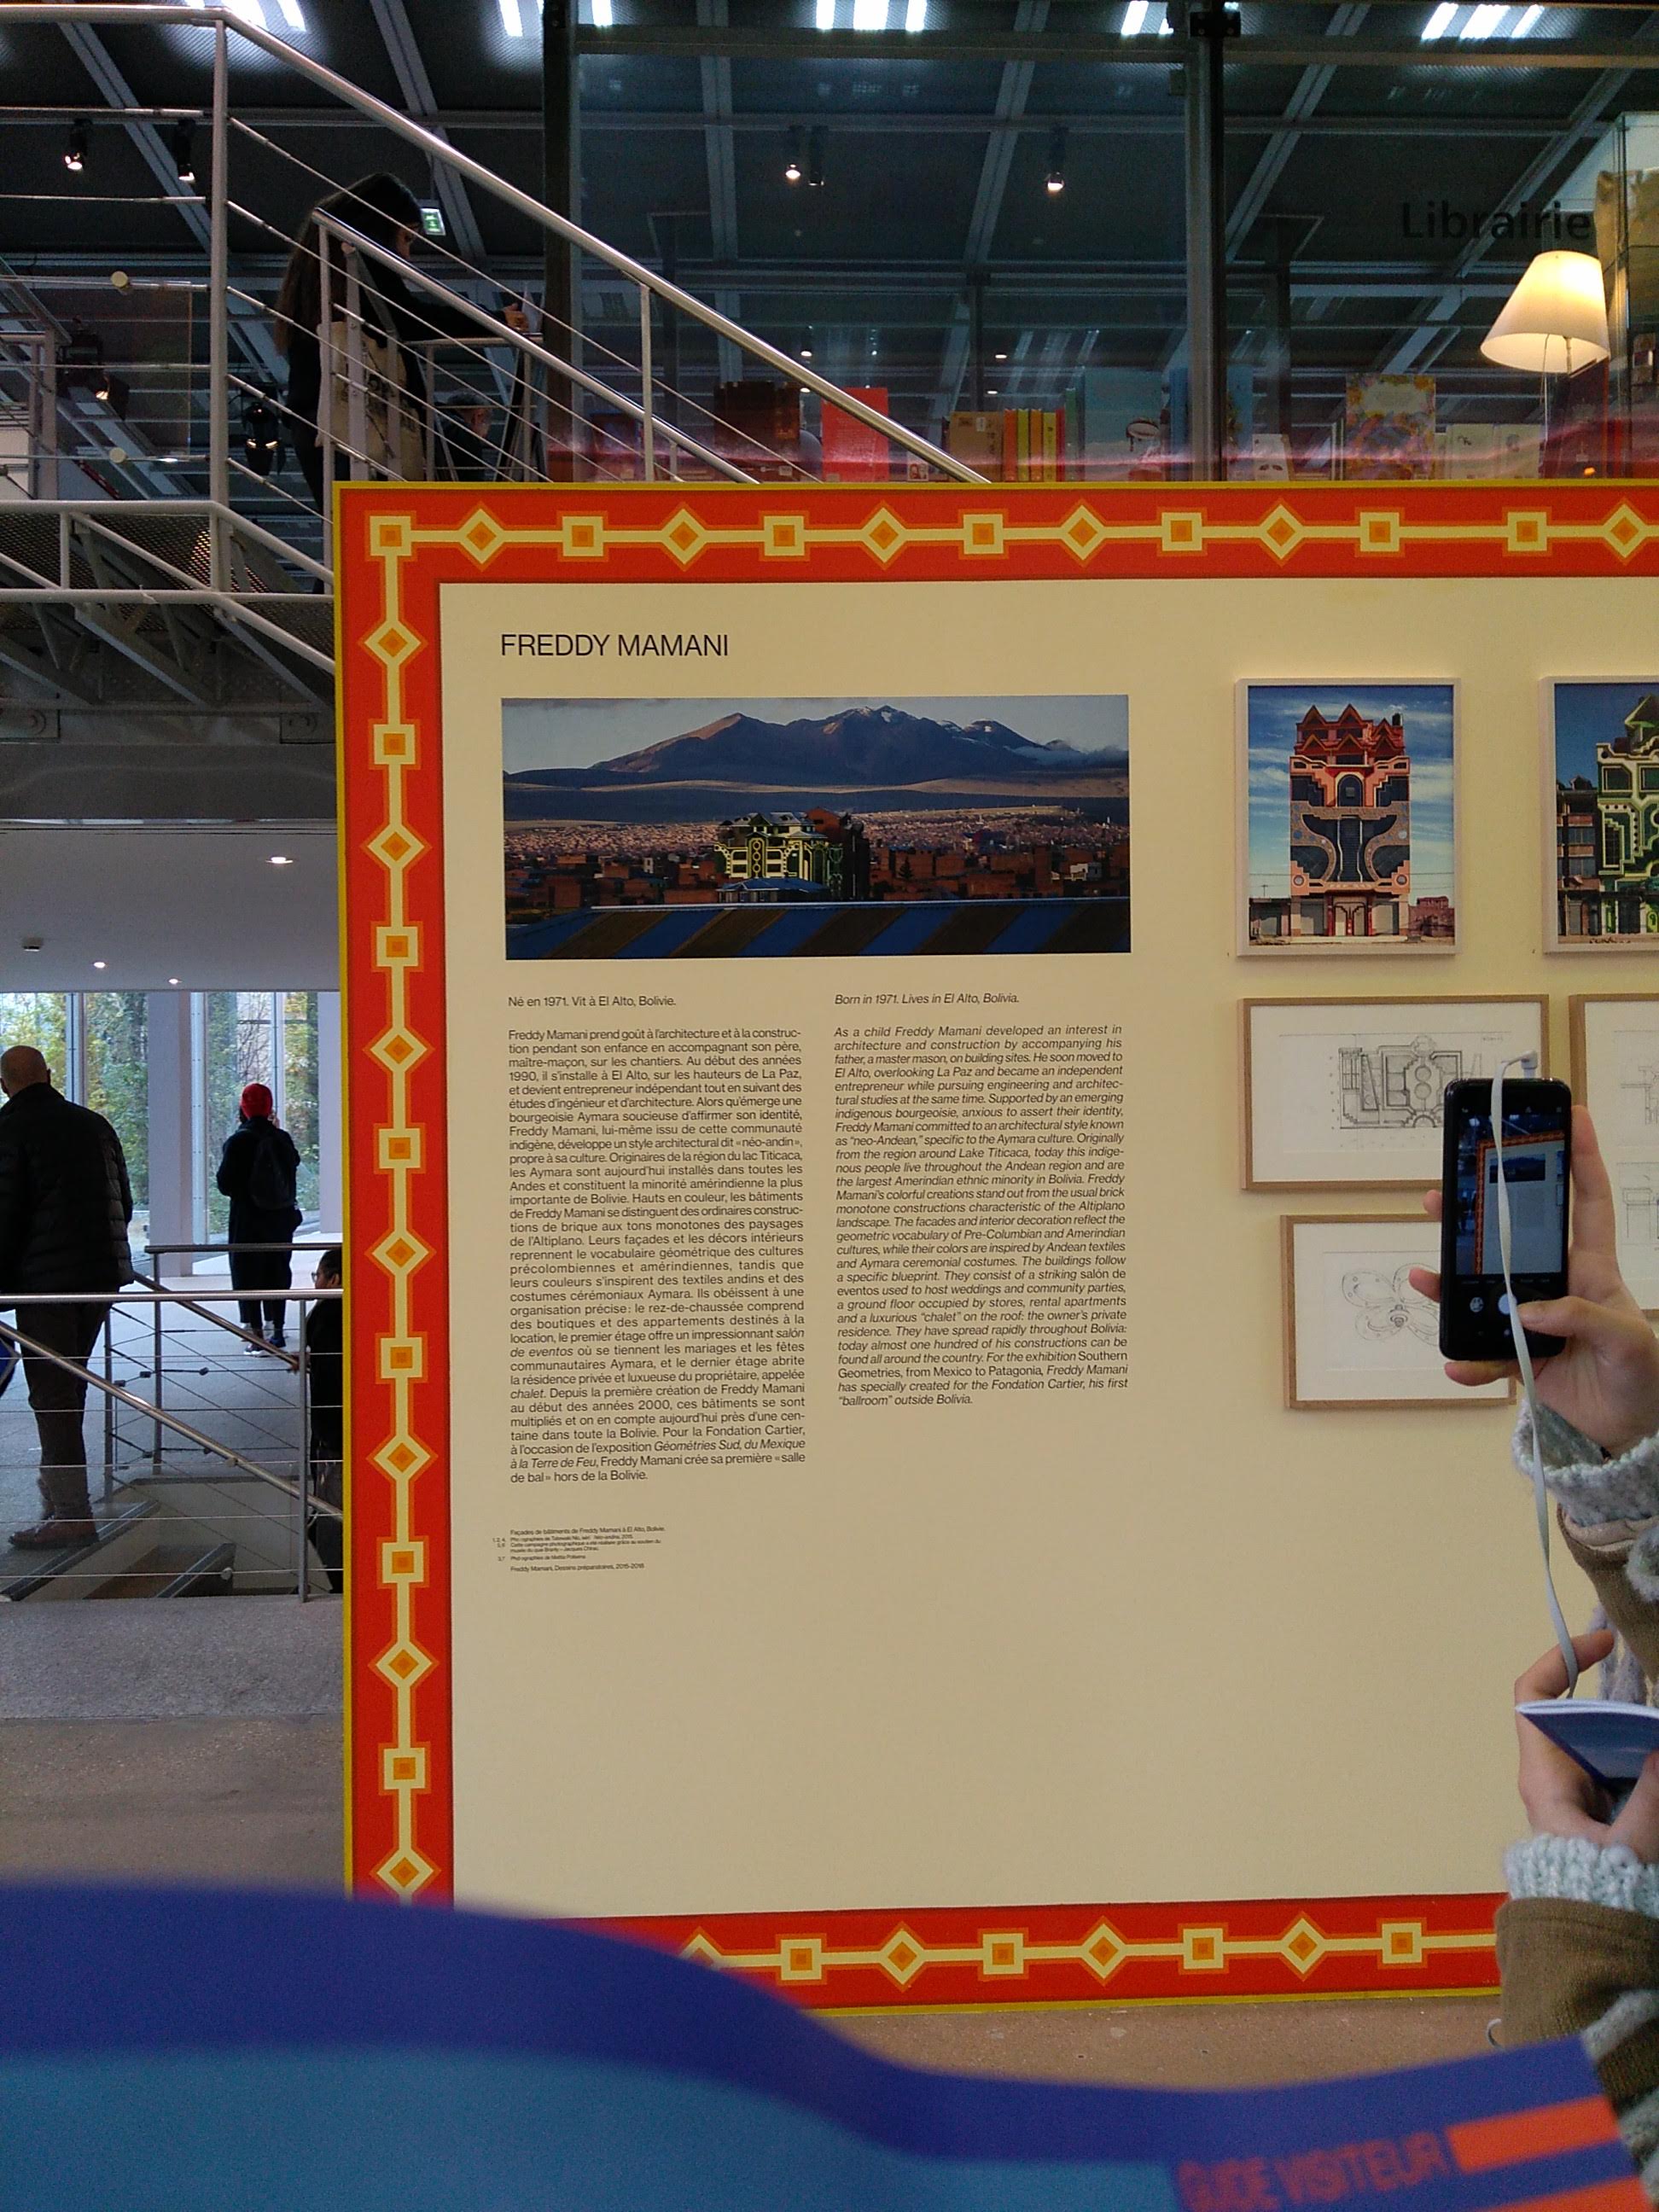 Librairie
FREDDY MAMANI
Né en 1971. Vit à El Alto, Bolivie.
Freddy Mamani prend goût à l'architecture et à la construc-
tion pendant son enfance en accompagnant son père,
maître-maçon, sur les chantiers. Au début des années
1990, il s'installe à El Alto, sur les hauteurs de La Paz,
et devient entrepreneur indépendant tout en suivant des
études d'ingénieur et d'architecture. Alors qu'émerge une
bourgeoisie Aymara soucieuse d'affirmer son identité,
Freddy Mamani, lui-même issu de cette communauté
indigène, développe un style architectural dit «néo-andin»,
propre à sa culture. Originaires de la région du lac Titicaca,
les Aymara sont aujourd'hui installés dans toutes les
Andes et constituent la minorité amérindienne la plus
importante de Bolivie. Hauts en couleur, les bâtiments
de Freddy Mamani se distinguent des ordinaires construc-
tions de brique aux tons monotones des paysages
de l'Altiplano. Leurs façades et les décors intérieurs
reprennent le vocabulaire géométrique des cultures
précolombiennes et amérindiennes, tandis que
leurs couleurs s'inspirent des textiles andins et des
costumes cérémoniaux Aymara. Ils obéissent à une
organisation précise: le rez-de-chaussée comprend
des boutiques et des appartements destinés à la
location, le premier étage offre un impressionnant salón
de eventos où se tiennent les mariages et les fêtes
communautaires Aymara, et le dernier étage abrite
la résidence privée et luxueuse du propriétaire, appelée
chalet. Depuis la première création de Freddy Mamani
au début des années 2000, ces bâtiments se sont
multipliés et on en compte aujourd'hui près d'une cen-
taine dans toute la Bolivie. Pour la Fondation Cartier,
à l'occasion de l'exposition Géométries Sud, du Mexique
à la Terre de Feu, Freddy Mamani crée sa première «salle
de bal» hors de la Bolivie.
Born in 1971. Lives in El Alto, Bolivia.
As a child Freddy Mamani developed an interest in
architecture and construction by accompanying his
father, a master mason, on building sites. He soon moved to
El Alto, overlooking La Paz and became an independent
entrepreneur while pursuing engineering and architec-
tural studies at the same time. Supported by an emerging
indigenous bourgeoisie, anxious to assert their identity,
Freddy Mamani committed to an architectural style known
as "neo-Andean," specific to the Aymara culture. Originally
from the region around Lake Titicaca, today this indige-
nous people live throughout the Andean region and are
the largest Amerindian ethnic minority in Bolivia. Freddy
Mamani's colorful creations stand out from the usual brick
monotone constructions characteristic of the Altiplano
landscape. The facades and interior decoration reflect the
geometric vocabulary of Pre-Columbian and Amerindian
cultures, while their colors are inspired by Andean textiles
and Aymara ceremonial costumes. The buildings follow
a specific blueprint. They consist of a striking salón de
eventos used to host weddings and community parties,
a ground floor occupied by stores, rental apartments
and a luxurious "chalet" on the roof: the owner's private
residence. They have spread rapidly throughout Bolivia:
today almost one hundred of his constructions can be
found all around the country. For the exhibition Southern
Geometries, from Mexico to Patagonia, Freddy Mamani
has specially created for the Fondation Cartier, his first
"ballroom" outside Bolivia.
Façades de bâtiments de Freddy Mamani à El Alto, Bolivie.
Cette campagne photographique a été réalisée grâce au soutien du
musée du quai Branly – Jacques Chirac.
Freddy Mamani, Dessins préparatoires, 2015-2018
GUIDE VISITEUR